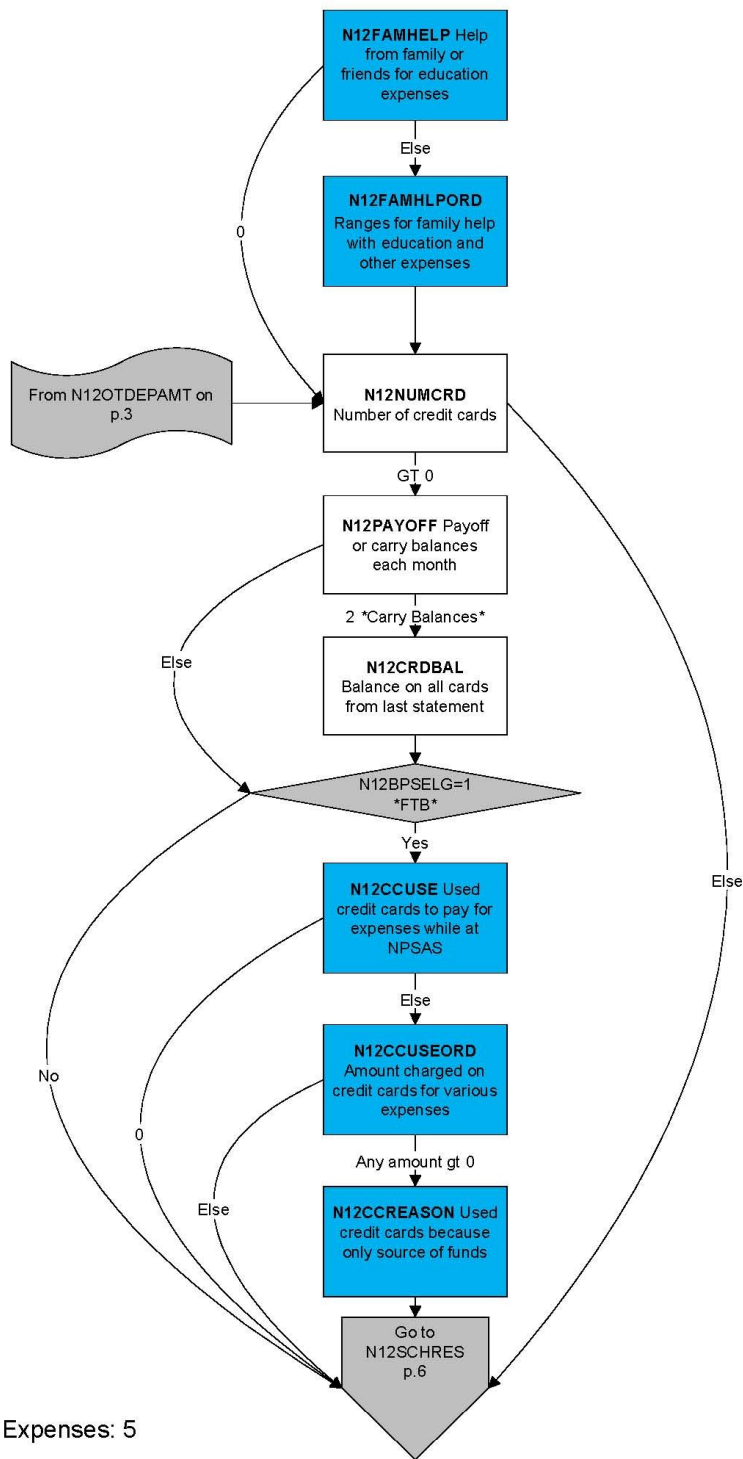 N12FAMHELP Help
from family or
friends for education
expenses
Else
N12FAMHLPORD
Ranges for family help
with education and
other expenses
0
From N12OTDEPAMT on
p.3
N12NUMCRD
Number of credit cards
GT 0
N12PAYOFF Payoff
or carry balances
each month
2 *Carry Balances*
Else
N12CRDBAL
Balance on all cards
from last statement
N12BPSELG=1
*FTB*
Yes
N12CCUSE Used
credit cards to pay for
expenses while at
NPSAS
Else
Else
N12CCUSEORD
Amount charged on
credit cards for various
expenses
No
0
Any amount gt 0
Else
N12CCREASON Used
credit cards because
only source of funds
Go to
N12SCHRES
p.6
Expenses: 5